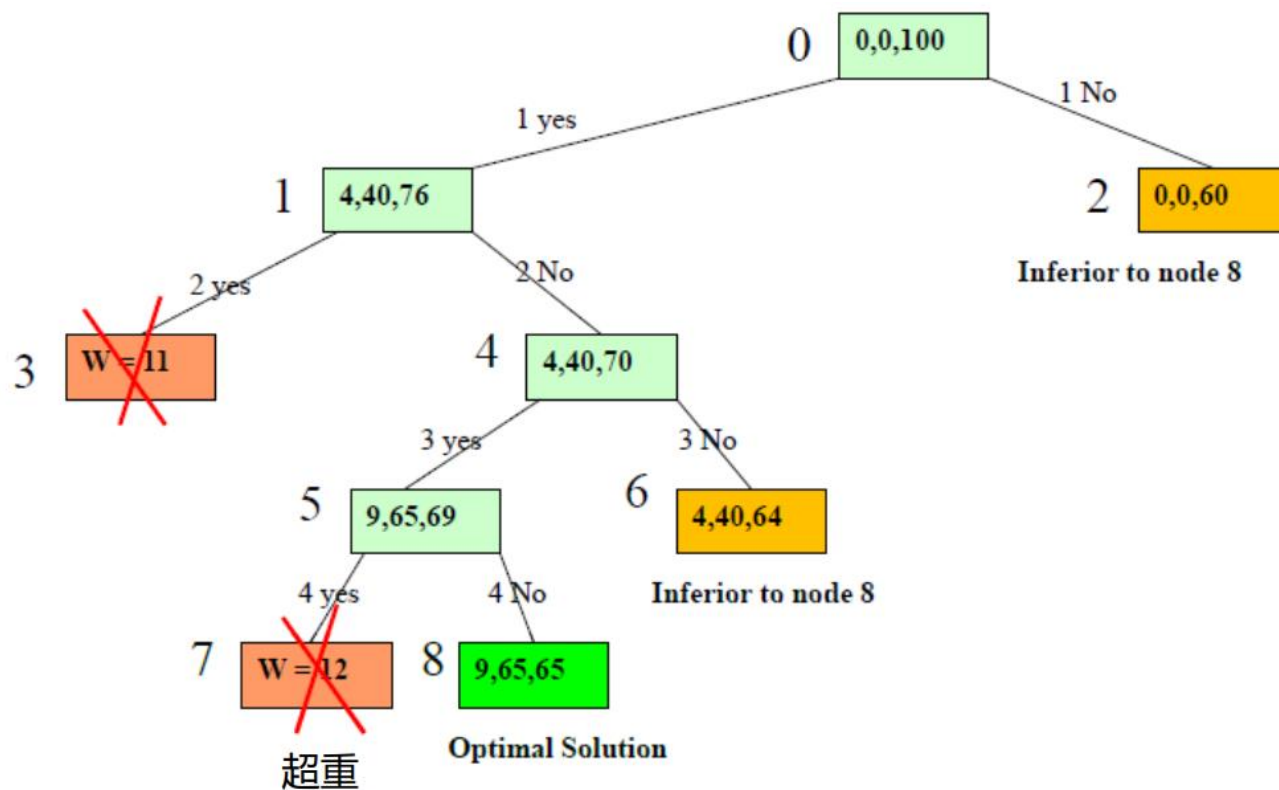 0
0,0,100
1 yes
1 No
1
4,40,76
2
0,0,60
Inferior to node 8
2 yes
2 No
3
W = 11
4
4,40,70
3 yes
3 No
5
9,65,69
6
4,40,64
Inferior to node 8
4 yes
4 No
7
W = 12
8
9,65,65
Optimal Solution
超重